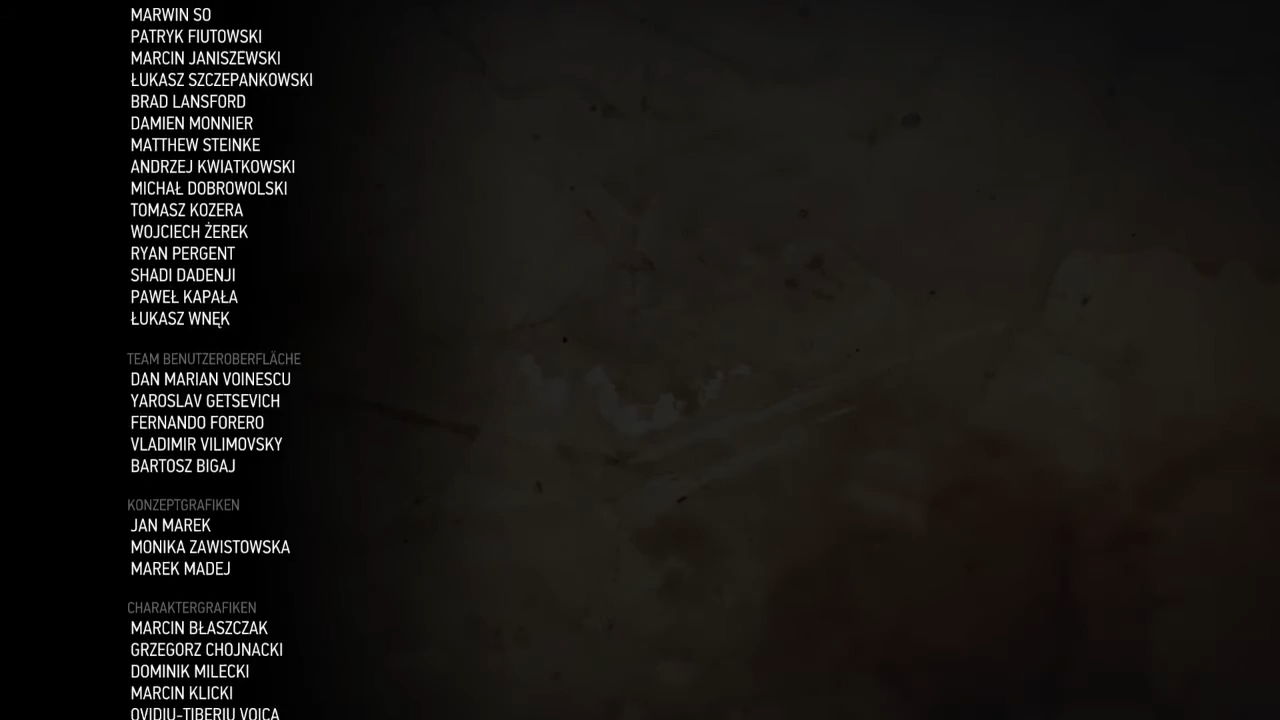 MARWIN SO
PATRYK FIUTOWSKI
MARCIN JANISZEWSKI
ŁUKASZ SZCZEPANKOWSKI
BRAD LANSFORD
DAMIEN MONNIER
MATTHEW STEINKE
ANDRZEJ KWIATKOWSKI
MICHAŁ DOBROWOLSKI
TOMASZ KOZERA
WOJCIECH ŻEREK
RYAN PERGENT
SHADI DADENJI
PAWEŁ KAPAŁA
ŁUKASZ WNĘK
TEAM BENUTZEROBERFLÄCHE
DAN MARIAN VOINESCU
YAROSLAV GETSEVICH
FERNANDO FORERO
VLADIMIR VILIMOVSKY
BARTOSZ BIGAJ
KONZEPTGRAFIKEN
JAN MAREK
MONIKA ZAWISTOWSKA
MAREK MADEJ
CHARAKTERGRAFIKEN
MARCIN BŁASZCZAK
GRZEGORZ CHOJNACKI
DOMINIK MILECKI
MARCIN KLICKI
OVIDIU-TIBERIU VOICA